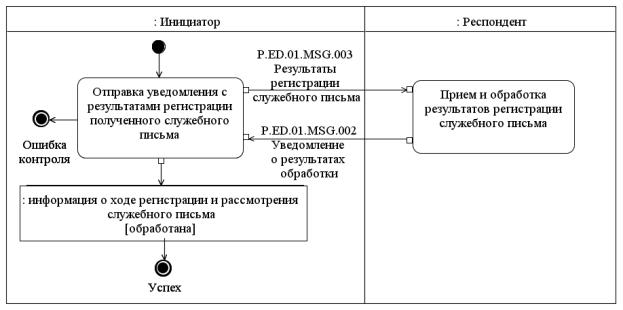 : Инициатор
: Респондент
P.ED.01.MSG.003
Результаты
регистрации
служебного письма
Отправка уведомления с
результатами регистрации
полученного служебного
письма
Прием и обработка
результатов регистрации
служебного письма
Ошибка
контроля
P.ED.01.MSG.002
Уведомление
о результатах
обработки
: информация о ходе регистрации и рассмотрения
служебного письма
[обработана]
Успех